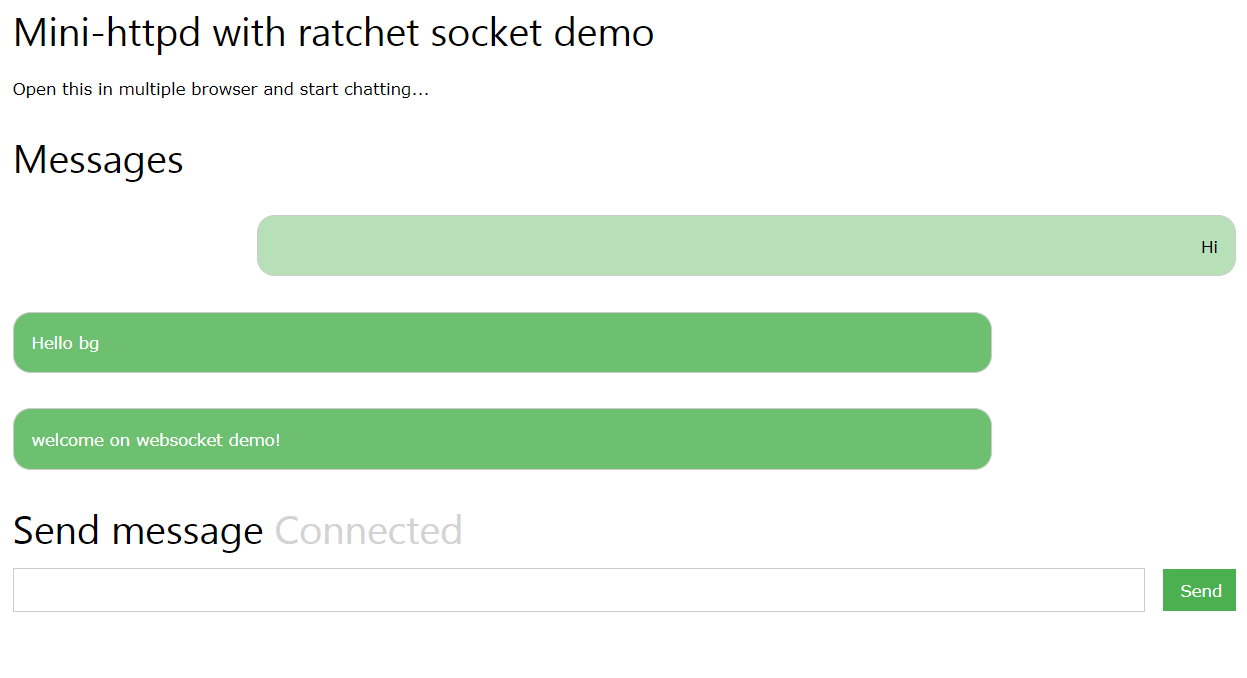 Mini-httpd with ratchet socket demo
Open this in multiple browser and start chatting...
Messages
Hi
Hello bg
welcome on websocket demo!
Send message Connected
Send